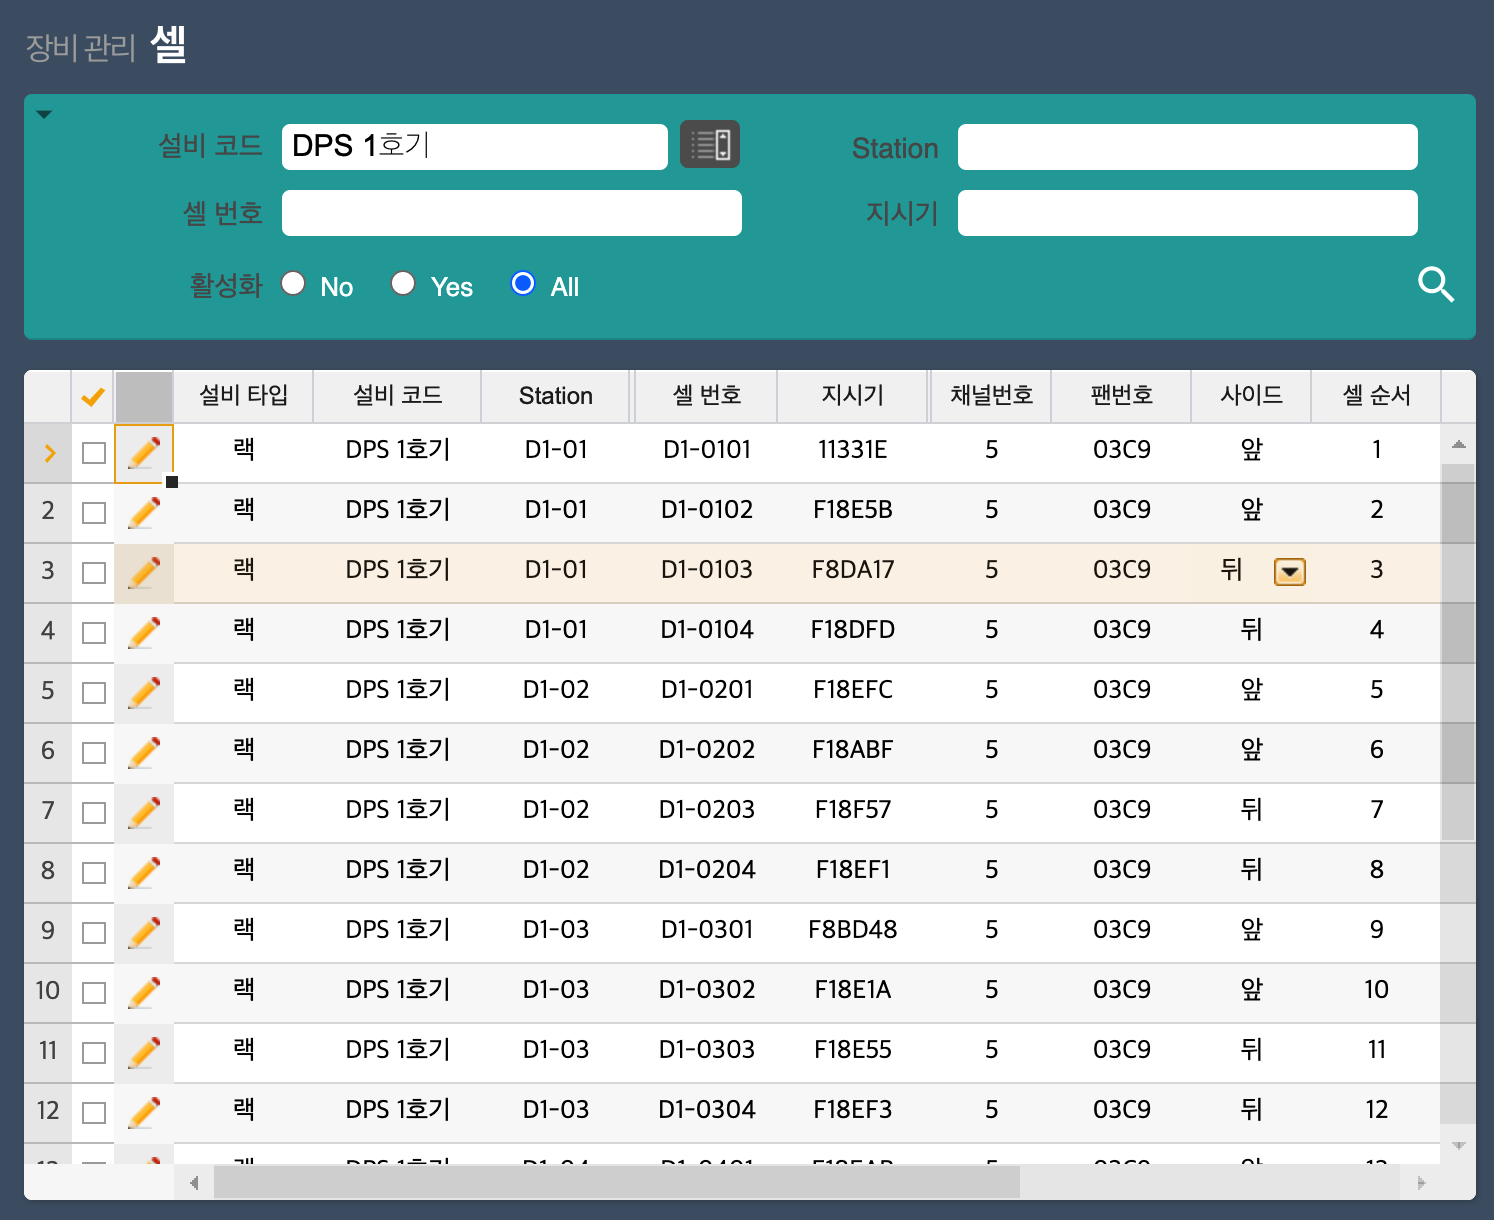 장비 관리 셀
설비 코드 DPS 1호기 Station
셀 번호 지시기
활성화 No Yes All
설비 타입 설비 코드 Station 셀 번호 지시기 채널번호 팬번호 사이드 셀 순서
랙 DPS 1호기 D1-01 D1-0101 11331E 5 03C9 앞 1
2 랙 DPS 1호기 D1-01 D1-0102 F18E5B 5 03C9 앞 2
3 랙 DPS 1호기 D1-01 D1-0103 F8DA17 5 03C9 뒤 3
4 랙 DPS 1호기 D1-01 D1-0104 F18DFD 5 03C9 뒤 4
5 랙 DPS 1호기 D1-02 D1-0201 F18EFC 5 03C9 앞 5
6 랙 DPS 1호기 D1-02 D1-0202 F18ABF 5 03C9 앞 6
7 랙 DPS 1호기 D1-02 D1-0203 F18F57 5 03C9 뒤 7
8 랙 DPS 1호기 D1-02 D1-0204 F18EF1 5 03C9 뒤 8
9 랙 DPS 1호기 D1-03 D1-0301 F8BD48 5 03C9 앞 9
10 랙 DPS 1호기 D1-03 D1-0302 F18E1A 5 03C9 앞 10
11 랙 DPS 1호기 D1-03 D1-0303 F18E55 5 03C9 뒤 11
12 랙 DPS 1호기 D1-03 D1-0304 F18EF3 5 03C9 뒤 12